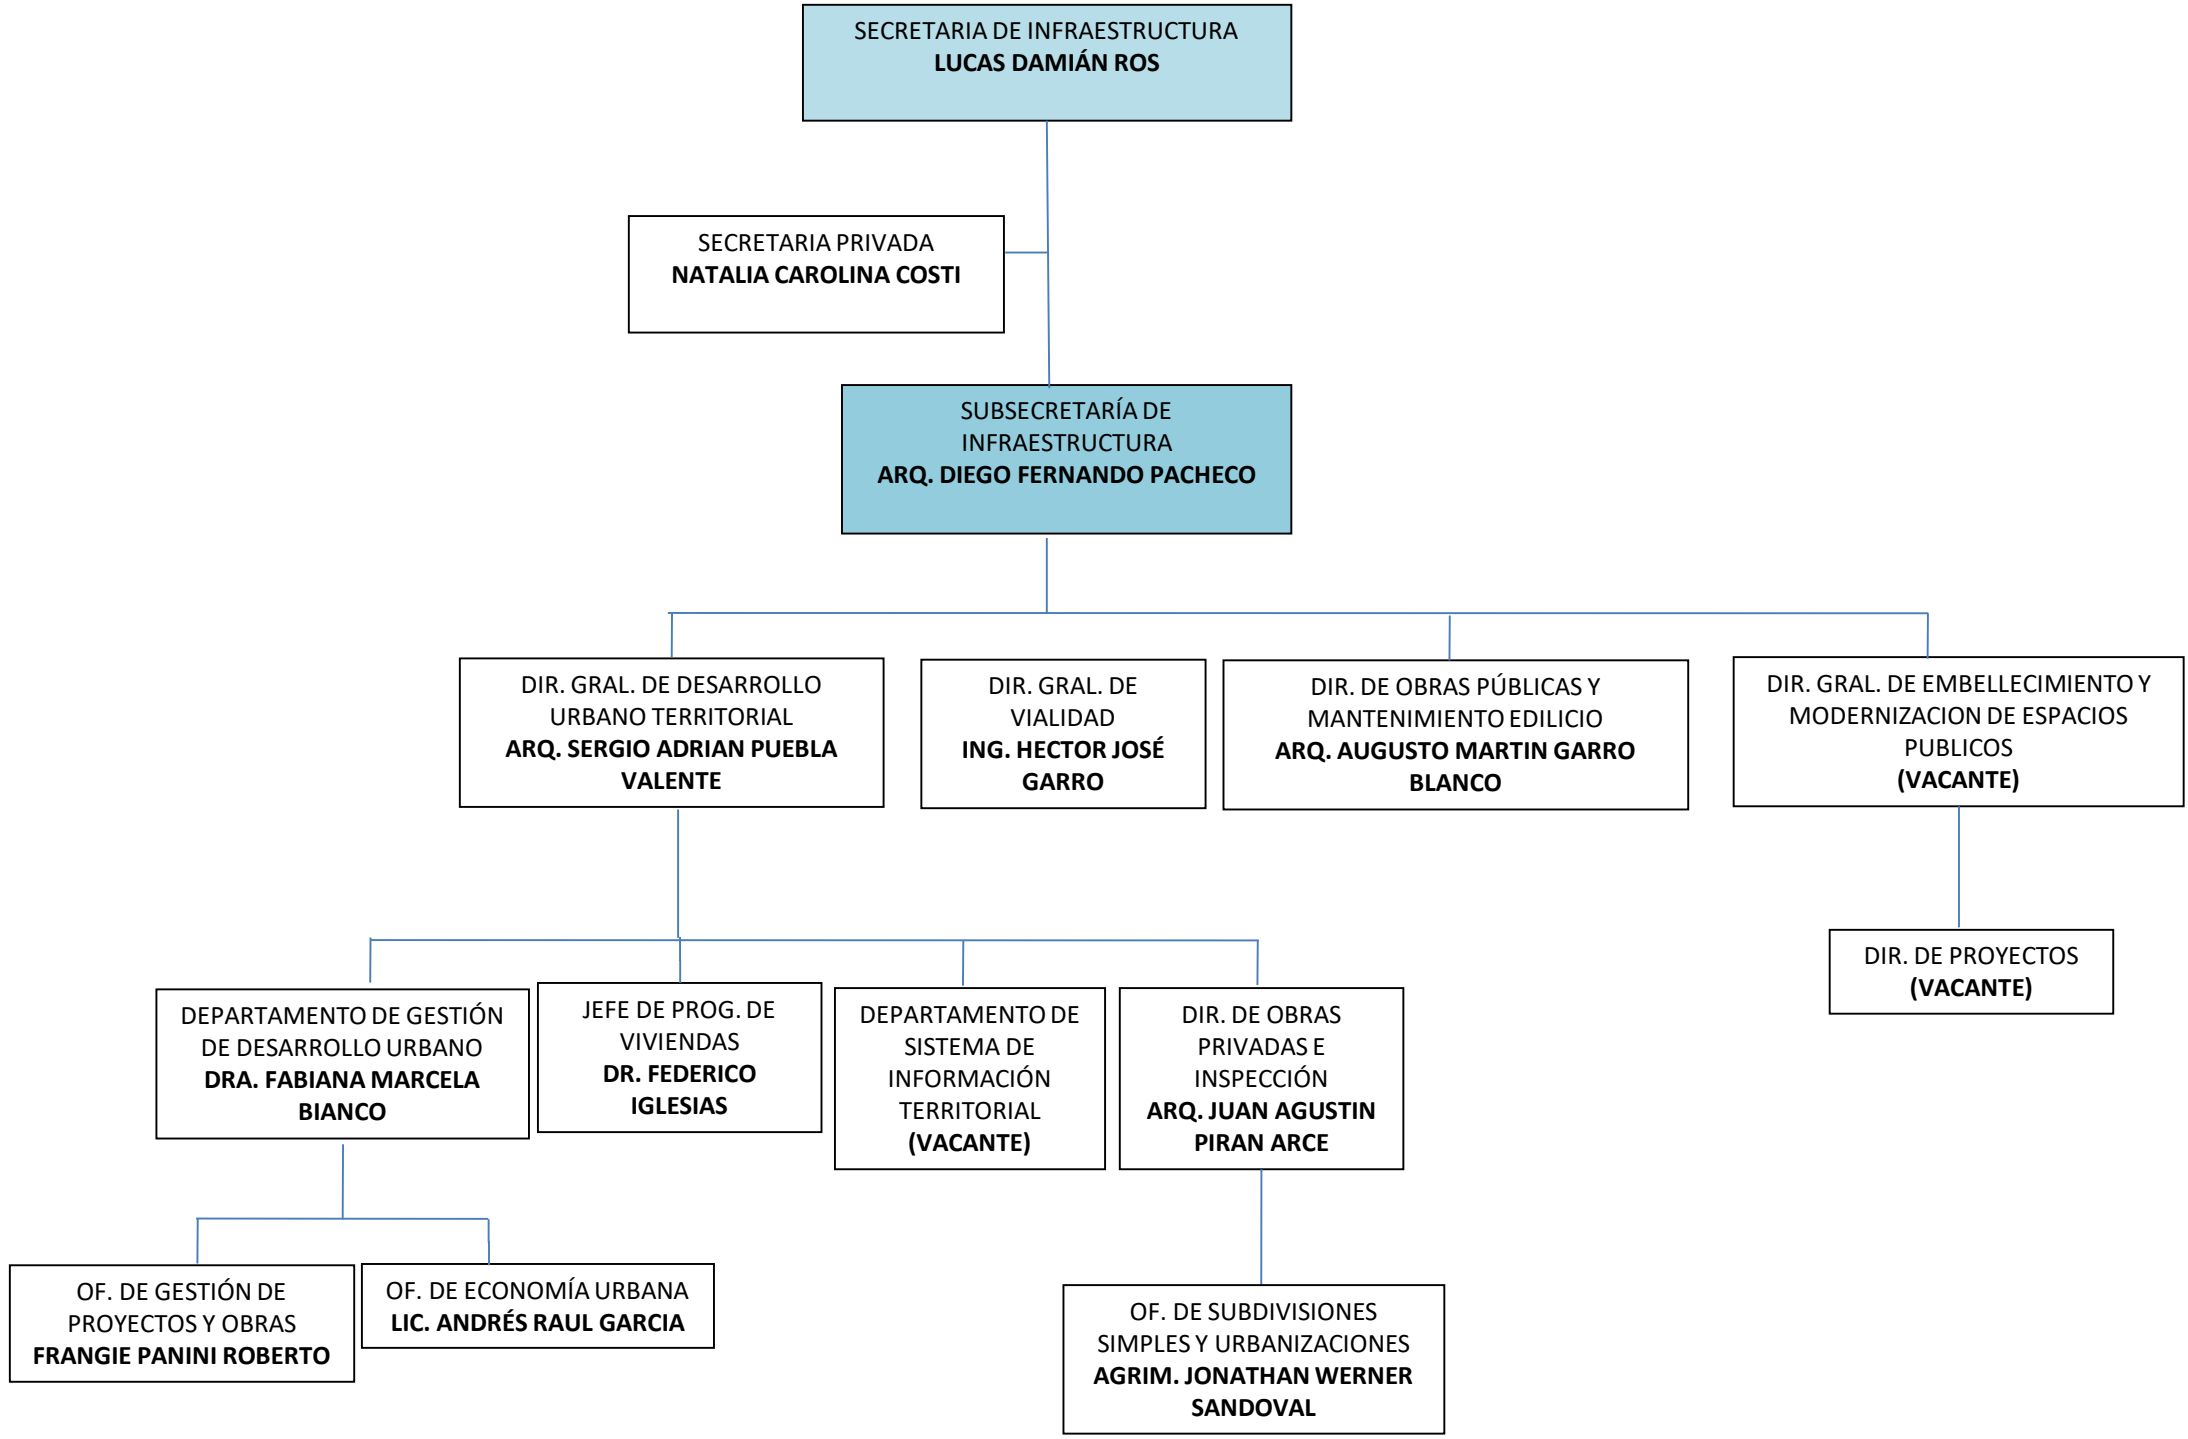 SECRETARIA DE INFRAESTRUCTURA
LUCAS DAMIÁN ROS
SECRETARIA PRIVADA
NATALIA CAROLINA COSTI
SUBSECRETARÍA DE
INFRAESTRUCTURA
ARQ. DIEGO FERNANDO PACHECO
DIR. GRAL. DE DESARROLLO
URBANO TERRITORIAL
ARQ. SERGIO ADRIAN PUEBLA
VALENTE
DIR. GRAL. DE
VIALIDAD
ING. HECTOR JOSÉ
GARRO
DIR. DE OBRAS PÚBLICAS Y
MANTENIMIENTO EDILICIO
ARQ. AUGUSTO MARTIN GARRO
BLANCO
DIR. GRAL. DE EMBELLECIMIENTO Y
MODERNIZACION DE ESPACIOS
PUBLICOS
(VACANTE)
DIR. DE PROYECTOS
(VACANTE)
DEPARTAMENTO DE GESTIÓN
DE DESARROLLO URBANO
DRA. FABIANA MARCELA
BIANCO
JEFE DE PROG. DE
VIVIENDAS
DR. FEDERICO
IGLESIAS
DEPARTAMENTO DE
SISTEMA DE
INFORMACIÓN
TERRITORIAL
(VACANTE)
DIR. DE OBRAS
PRIVADAS E
INSPECCIÓN
ARQ. JUAN AGUSTIN
PIRAN ARCE
OF. DE GESTIÓN DE
PROYECTOS Y OBRAS
FRANGIE PANINI ROBERTO
OF. DE ECONOMÍA URBANA
LIC. ANDRÉS RAUL GARCIA
OF. DE SUBDIVISIONES
SIMPLES Y URBANIZACIONES
AGRIM. JONATHAN WERNER
SANDOVAL